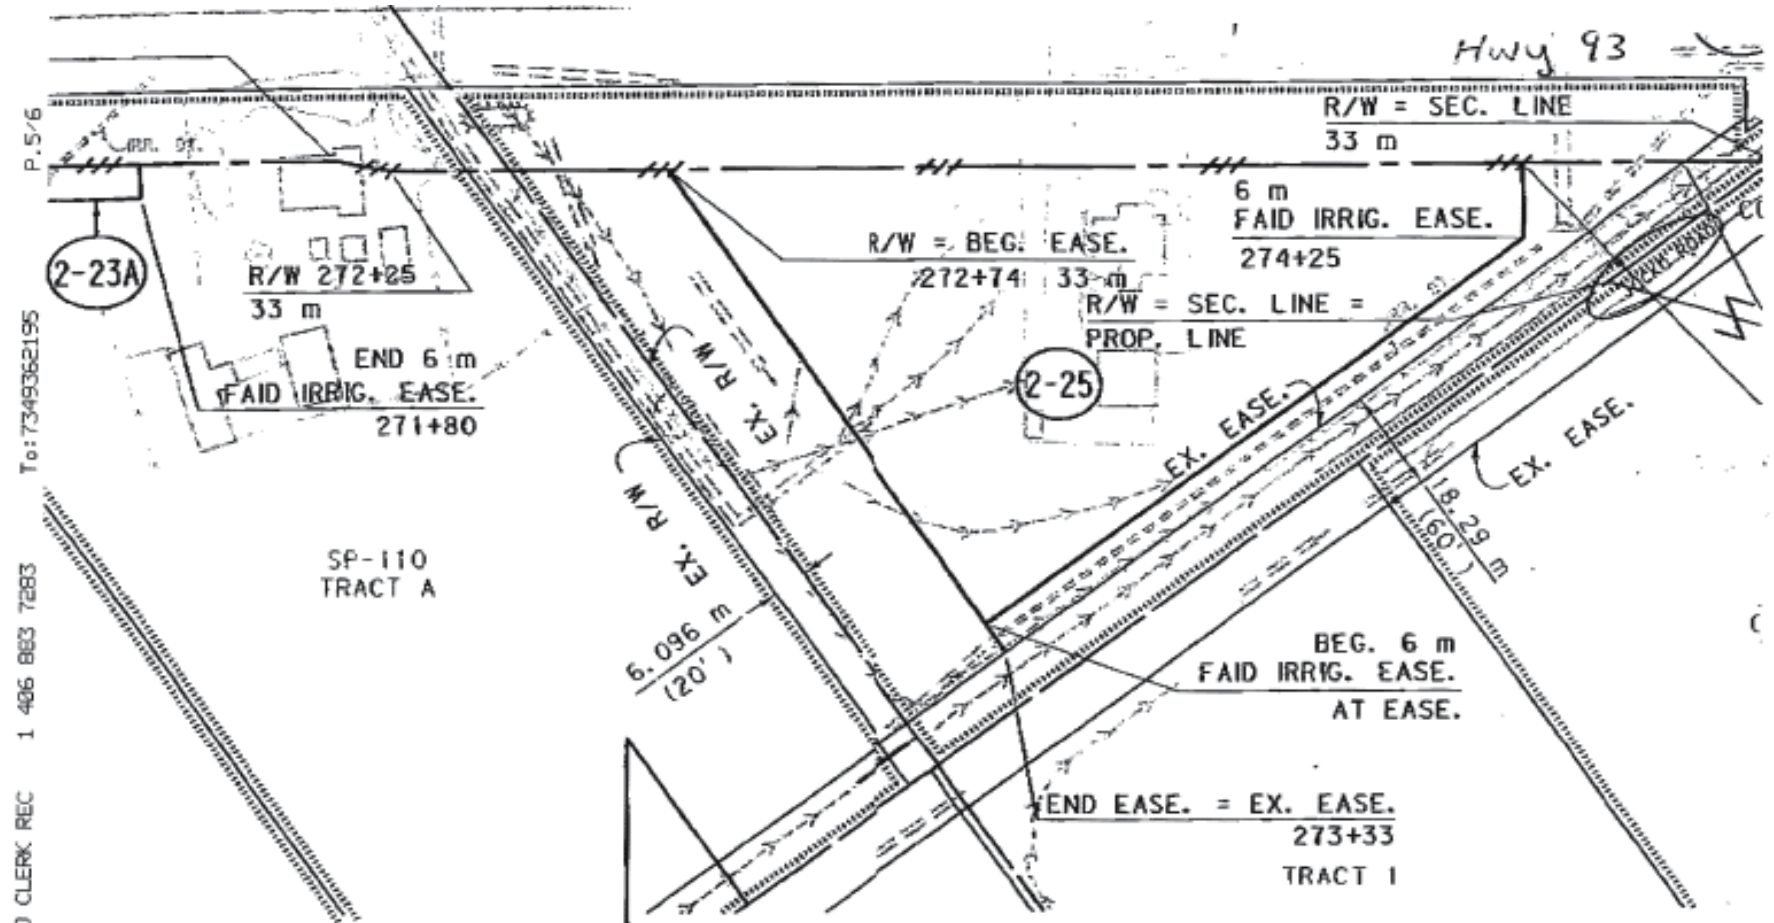 Hwy 93
R/W = SEC. LINE
33 m
P.5/6
IRR. DT.
6 m
FAID IRRIG. EASE.
274+25
R/W = BEG. EASE.
272+74 33 m
2-23A
R/W 272+25
33 m
R/W = SEC. LINE =
PROP. LINE
END 6 m
FAID IRRIG. EASE.
271+80
2-25
EX. R/W
EX. EASE.
EX. EASE.
To:7349362195
EX. R/W
18.29 m
(60')
SP-110
TRACT A
6.096 m
(20')
BEG. 6 m
FAID IRRIG. EASE.
AT EASE.
END EASE. = EX. EASE.
273+33
TRACT 1
CLERK REC 1 406 883 7283